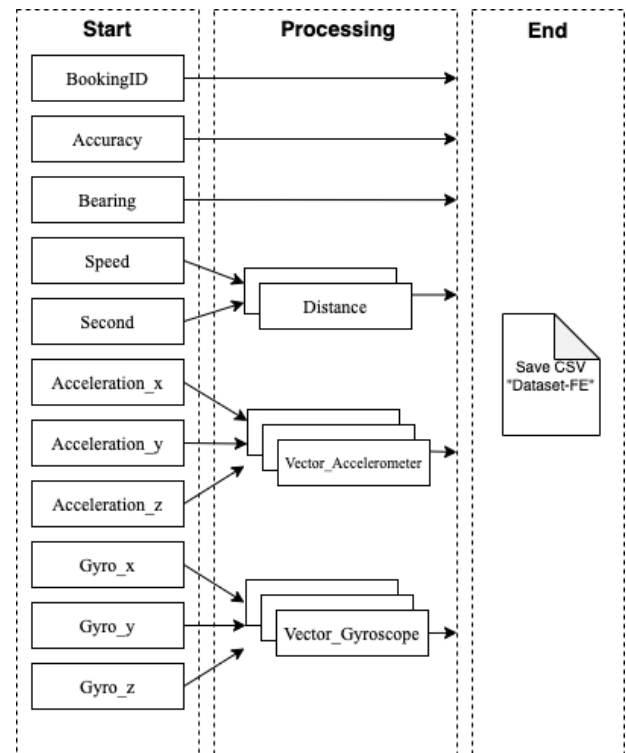 Start
Processing
End
BookingID
Accuracy
Bearing
Speed
Second
Distance
Acceleration_x
Acceleration_y
Acceleration_z
Vector_Accelerometer
Gyro_x
Gyro_y
Gyro_z
Vector_Gyroscope
Save CSV
"Dataset-FE"